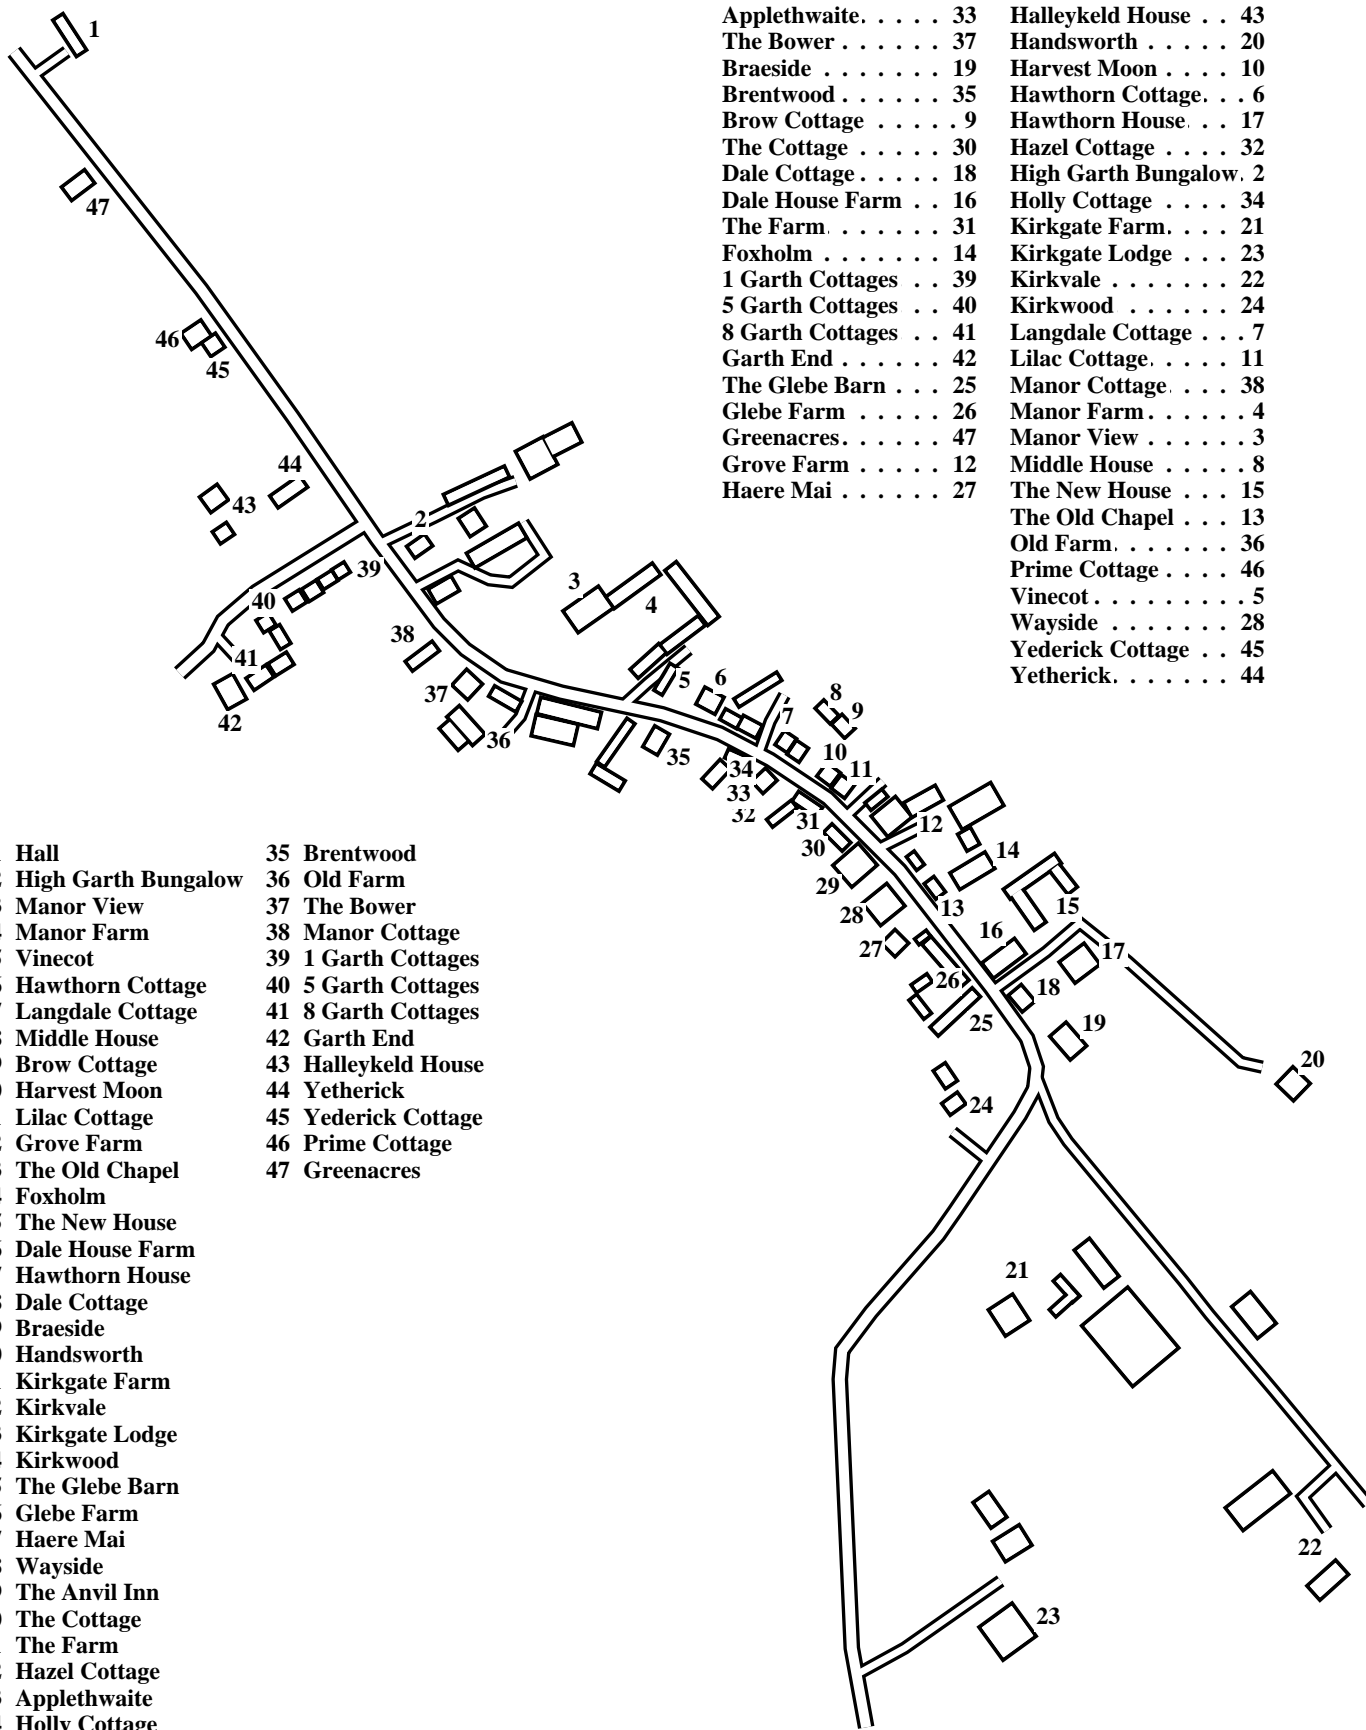 Applethwaite. . . . . 33
The Bower . . . . . . 37
Braeside . . . . . . . 19
Brentwood . . . . . . 35
Brow Cottage . . . . . 9
The Cottage . . . . . 30
Dale Cottage . . . . . 18
Dale House Farm . . 16
The Farm. . . . . . . 31
Foxholm . . . . . . . 14
1 Garth Cottages . . 39
5 Garth Cottages . . 40
8 Garth Cottages . . 41
Garth End . . . . . . 42
The Glebe Barn . . . 25
Glebe Farm . . . . . 26
Greenacres. . . . . . 47
Grove Farm . . . . . 12
Haere Mai . . . . . . 27
Halleykeld House . . 43
Handsworth . . . . . 20
Harvest Moon . . . . 10
Hawthorn Cottage. . . 6
Hawthorn House. . . 17
Hazel Cottage . . . . 32
High Garth Bungalow. 2
Holly Cottage . . . . 34
Kirkgate Farm. . . . 21
Kirkgate Lodge . . . 23
Kirkvale . . . . . . . 22
Kirkwood . . . . . . 24
Langdale Cottage . . . 7
Lilac Cottage. . . . . 11
Manor Cottage. . . . 38
Manor Farm . . . . . . 4
Manor View . . . . . . 3
Middle House . . . . . 8
The New House . . . 15
The Old Chapel . . . 13
Old Farm. . . . . . . 36
Prime Cottage . . . . 46
Vinecot . . . . . . . . . 5
Wayside . . . . . . . 28
Yederick Cottage . . 45
Yetherick. . . . . . . 44
1
47
46
45
44
43
2
39
40
3
4
38
41
42
37
36
5
6
7
8
9
35
34
33
32
10
11
31
30
12
29
28
14
13
15
27
16
17
26
18
25
19
20
24
21
22
23
Hall
High Garth Bungalow
Manor View
Manor Farm
Vinecot
Hawthorn Cottage
Langdale Cottage
Middle House
Brow Cottage
Harvest Moon
Lilac Cottage
Grove Farm
The Old Chapel
Foxholm
The New House
Dale House Farm
Hawthorn House
Dale Cottage
Braeside
Handsworth
Kirkgate Farm
Kirkvale
Kirkgate Lodge
Kirkwood
The Glebe Barn
Glebe Farm
Haere Mai
Wayside
The Anvil Inn
The Cottage
The Farm
Hazel Cottage
Applethwaite
Holly Cottage
35 Brentwood
36 Old Farm
37 The Bower
38 Manor Cottage
39 1 Garth Cottages
40 5 Garth Cottages
41 8 Garth Cottages
42 Garth End
43 Halleykeld House
44 Yetherick
45 Yederick Cottage
46 Prime Cottage
47 Greenacres